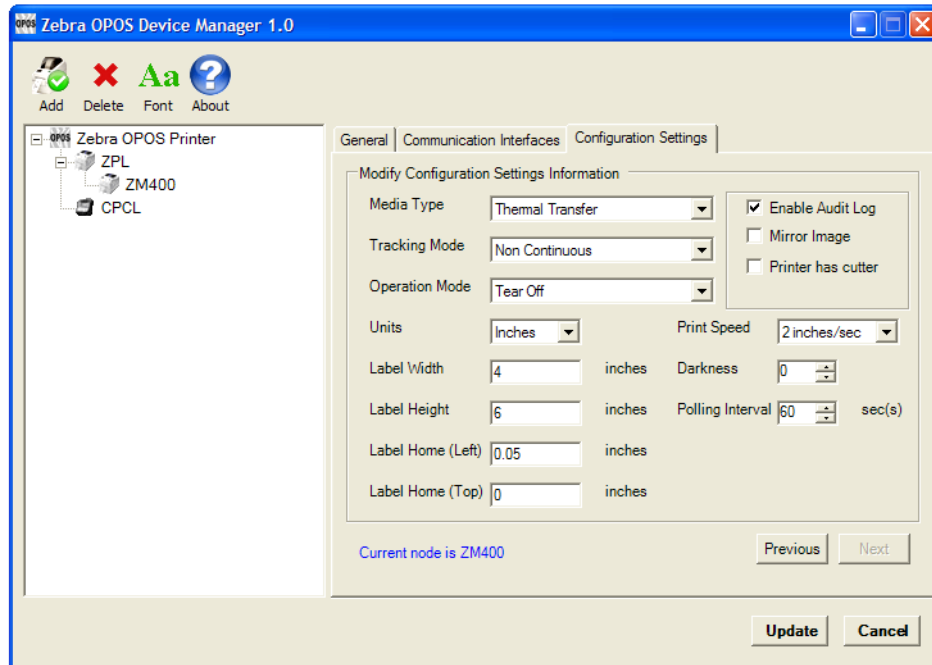 OPOS Zebra OPOS Device Manager 1.0
Add Delete Font About
Aa
?
OPOS Zebra OPOS Printer
ZPL
ZM400
CPCL
General Communication Interfaces Configuration Settings
Modify Configuration Settings Information
Media Type Thermal Transfer
Enable Audit Log
Tracking Mode Non Continuous
Mirror Image
Operation Mode Tear Off
Printer has cutter
Units Inches Print Speed 2 inches/sec
Label Width 4 inches Darkness 0
Label Height 6 inches Polling Interval 60 sec(s)
Label Home (Left) 0.05 inches
Label Home (Top) 0 inches
Current node is ZM400 Previous Next
Update Cancel